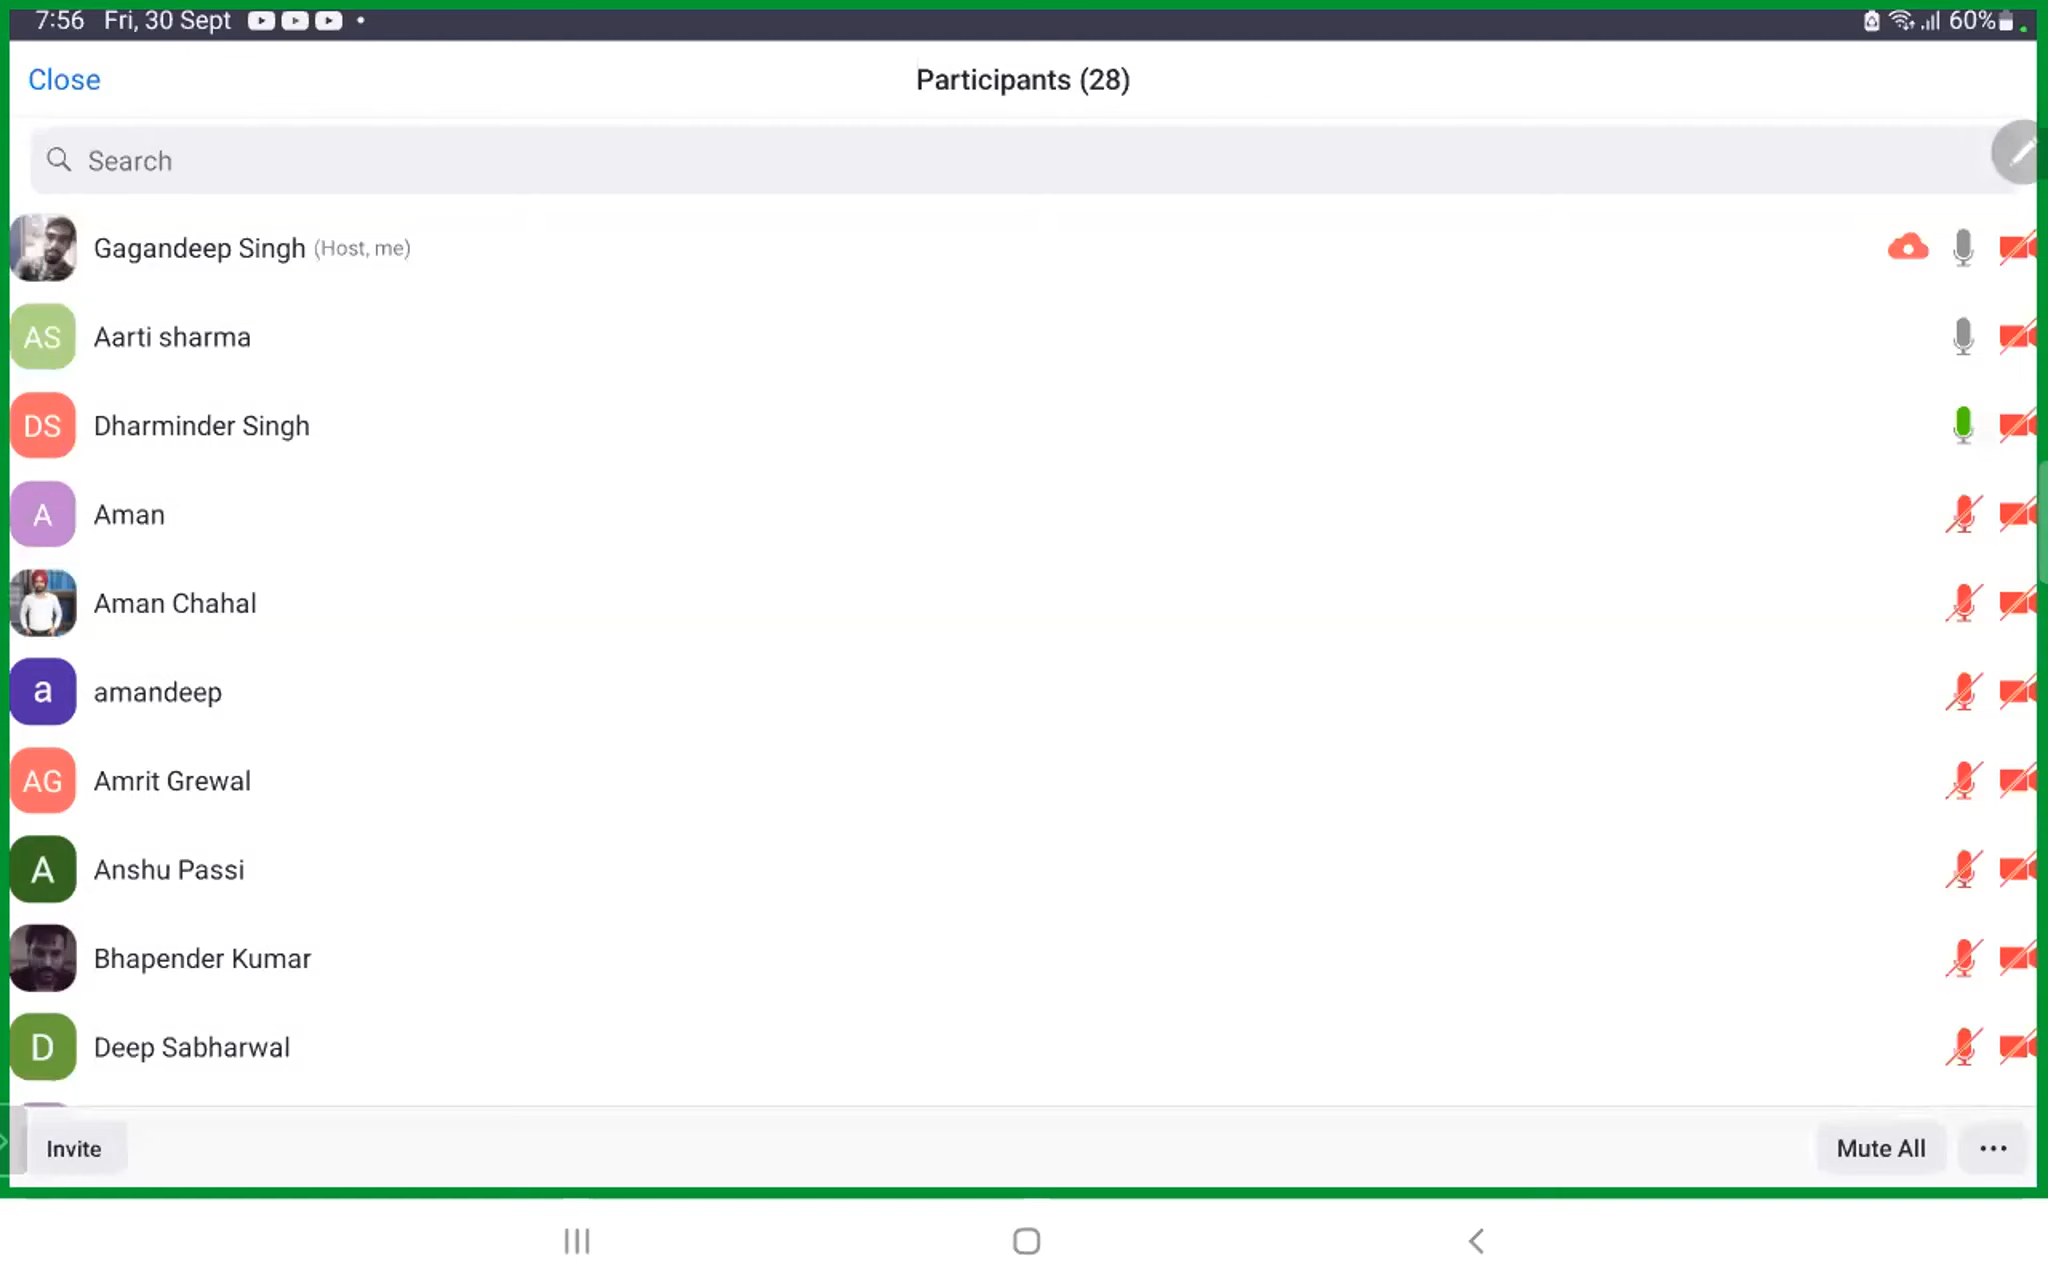 7:56 Fri, 30 Sept 60%
Close Participants (28)
Search
Gagandeep Singh (Host, me)
AS Aarti sharma
DS Dharminder Singh
A Aman
Aman Chahal
a amandeep
AG Amrit Grewal
A Anshu Passi
Bhapender Kumar
D Deep Sabharwal
Invite Mute All ...